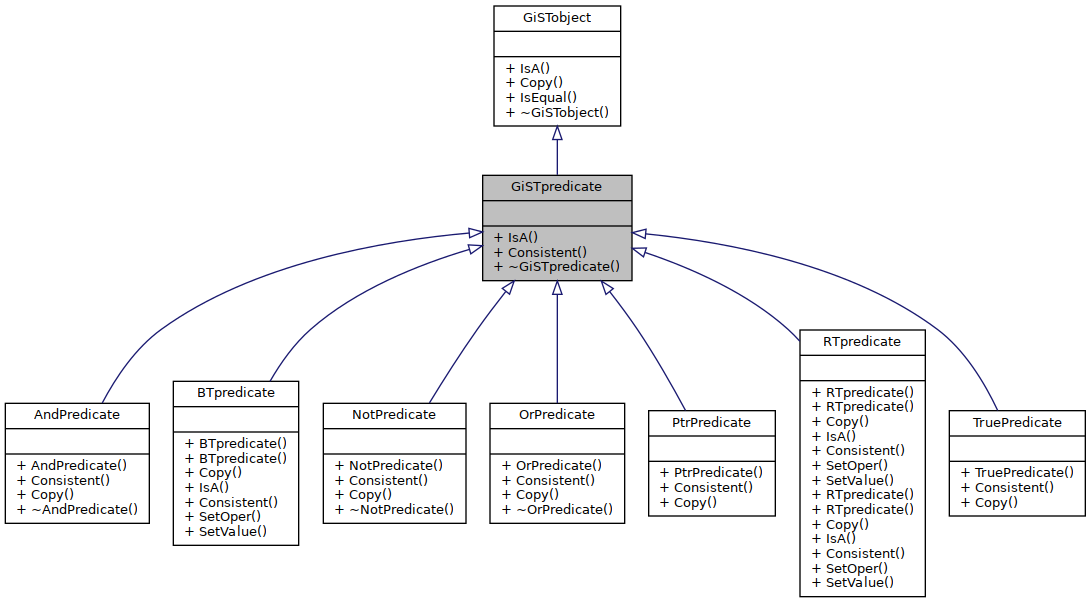 GiSTobject
+ IsA()
+ Copy()
+ IsEqual()
+ ~GiSTobject()
GiSTpredicate
+ IsA()
+ Consistent()
+ ~GiSTpredicate()
AndPredicate
+ AndPredicate()
+ Consistent()
+ Copy()
+ ~AndPredicate()
BTpredicate
+ BTpredicate()
+ BTpredicate()
+ Copy()
+ IsA()
+ Consistent()
+ SetOper()
+ SetValue()
NotPredicate
+ NotPredicate()
+ Consistent()
+ Copy()
+ ~NotPredicate()
OrPredicate
+ OrPredicate()
+ Consistent()
+ Copy()
+ ~OrPredicate()
PtrPredicate
+ PtrPredicate()
+ Consistent()
+ Copy()
RTpredicate
+ RTpredicate()
+ RTpredicate()
+ Copy()
+ IsA()
+ Consistent()
+ SetOper()
+ SetValue()
+ RTpredicate()
+ RTpredicate()
+ Copy()
+ IsA()
+ Consistent()
+ SetOper()
+ SetValue()
TruePredicate
+ TruePredicate()
+ Consistent()
+ Copy()